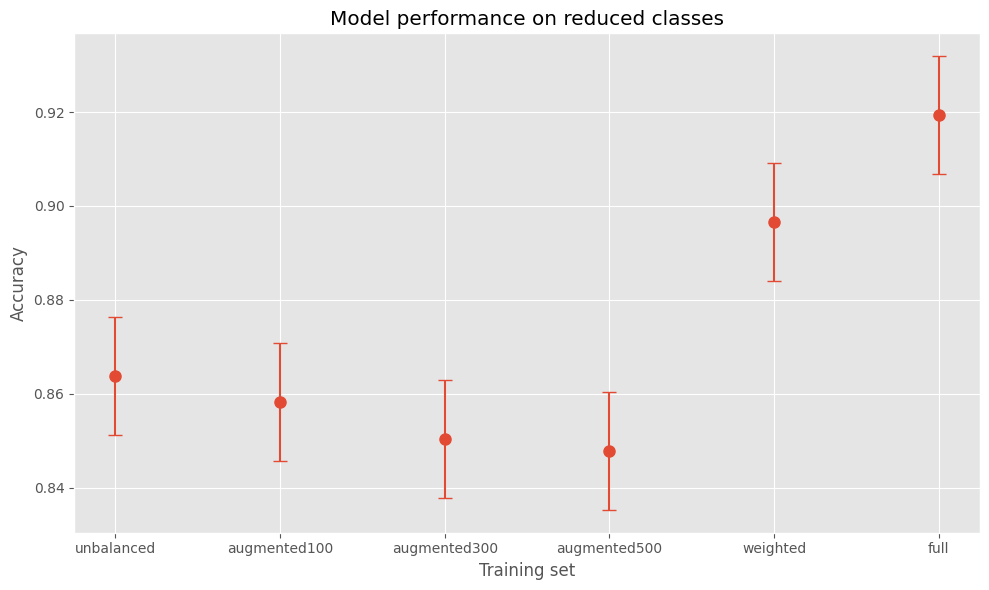 Model performance on reduced classes
Accuracy
0.92
0.90
0.88
0.86
0.84
unbalanced augmented100 augmented300 augmented500 weighted full
Training set